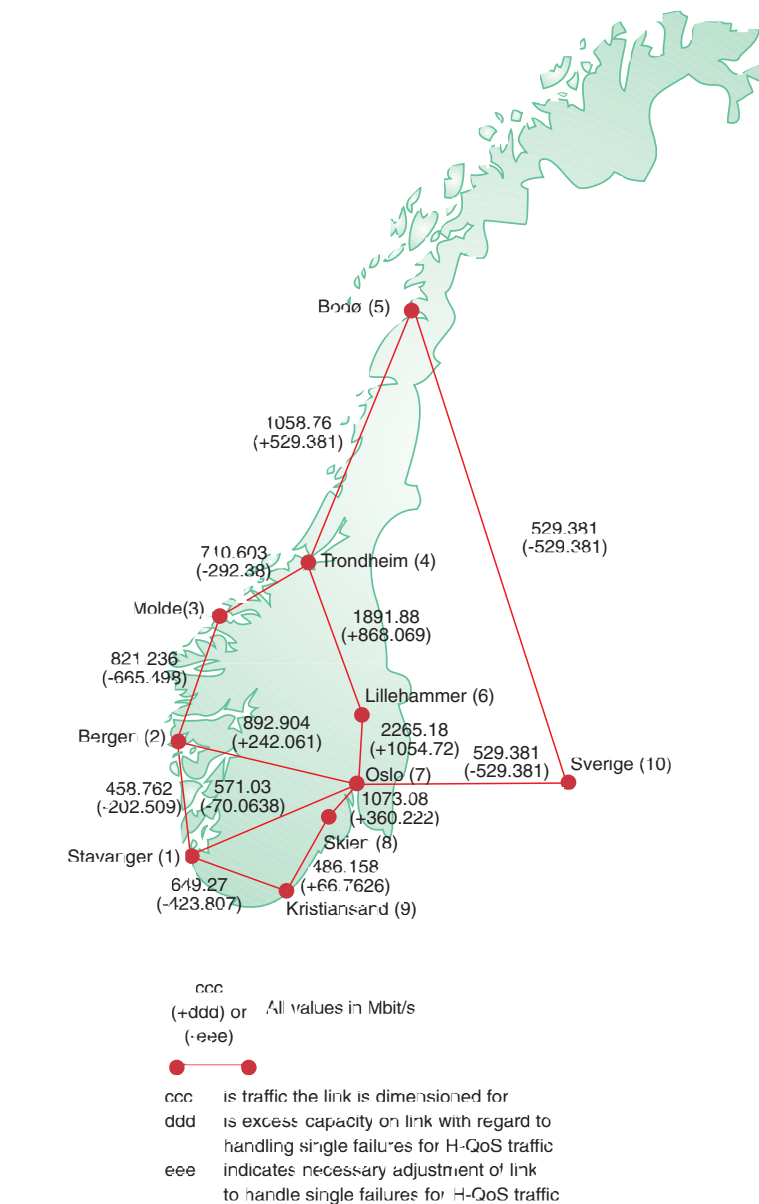 Bodø (5)
1058.76
(+529.381)
529.381
(-529.381)
710.603
(-292.38)
Trondheim (4)
Molde(3)
1891.88
(+868.069)
821.236
(-665.498)
Lillehammer (6)
892.904
(+242.061)
Bergen (2)
2265.18
(+1054.72)
529.381
(-529.381)
Sverige (10)
Oslo (7)
458.762
(-202.509)
571.03
(-70.0638)
1073.08
(+360.222)
Skien (8)
Stavanger (1)
486.158
(+66.7626)
649.27
(-423.807)
Kristiansand (9)
ccc
(+ddd) or
(-eee)
All values in Mbit/s
ccc is traffic the link is dimensioned for
ddd is excess capacity on link with regard to
handling single failures for H-QoS traffic
eee indicates necessary adjustment of link
to handle single failures for H-QoS traffic